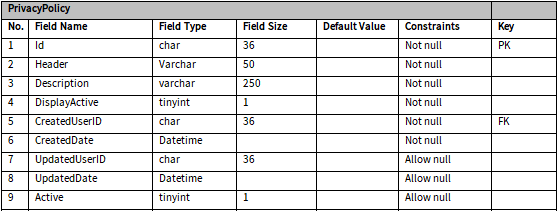 PrivacyPolicy
No. Field Name Field Type Field Size Default Value Constraints Key
1 Id char 36 Not null PK
2 Header Varchar 50 Not null
3 Description varchar 250 Not null
4 DisplayActive tinyint 1 Not null
5 CreatedUserID char 36 Not null FK
6 CreatedDate Datetime Not null
7 UpdatedUserID char 36 Allow null
8 UpdatedDate Datetime Allow null
9 Active tinyint 1 Allow null